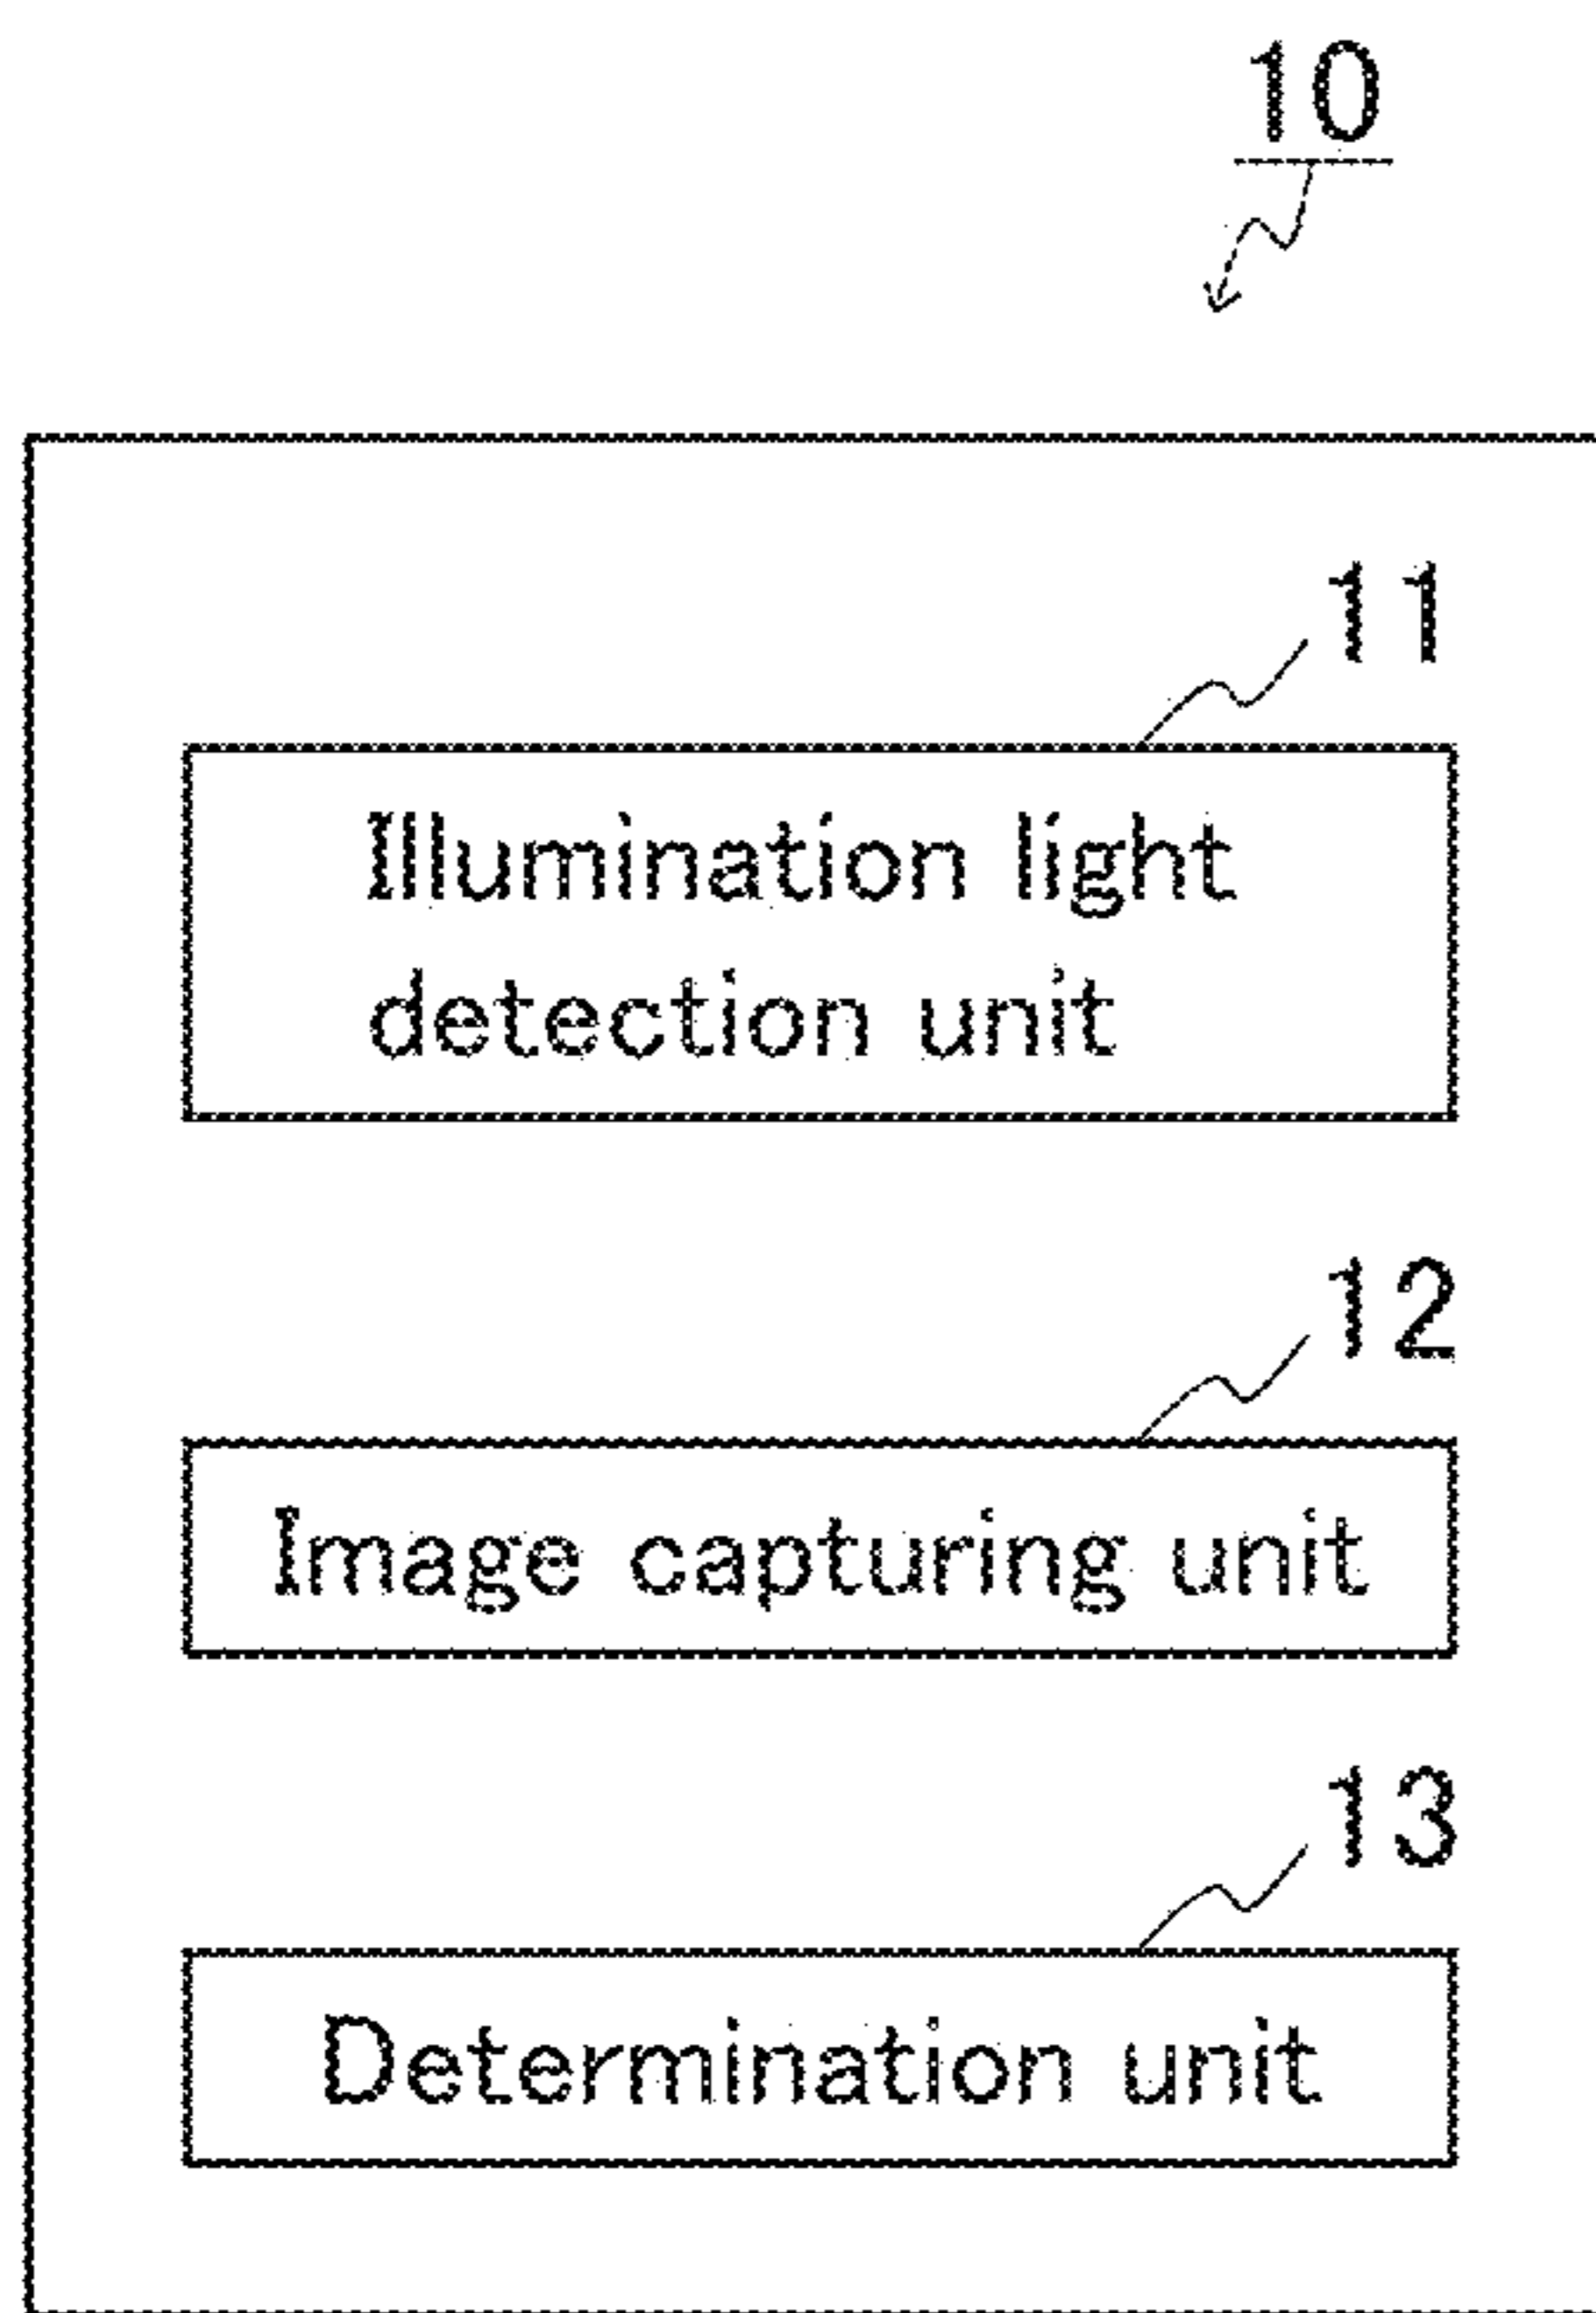 10
11
Illumination light
detection unit
12
Image capturing unit
13
Determination unit